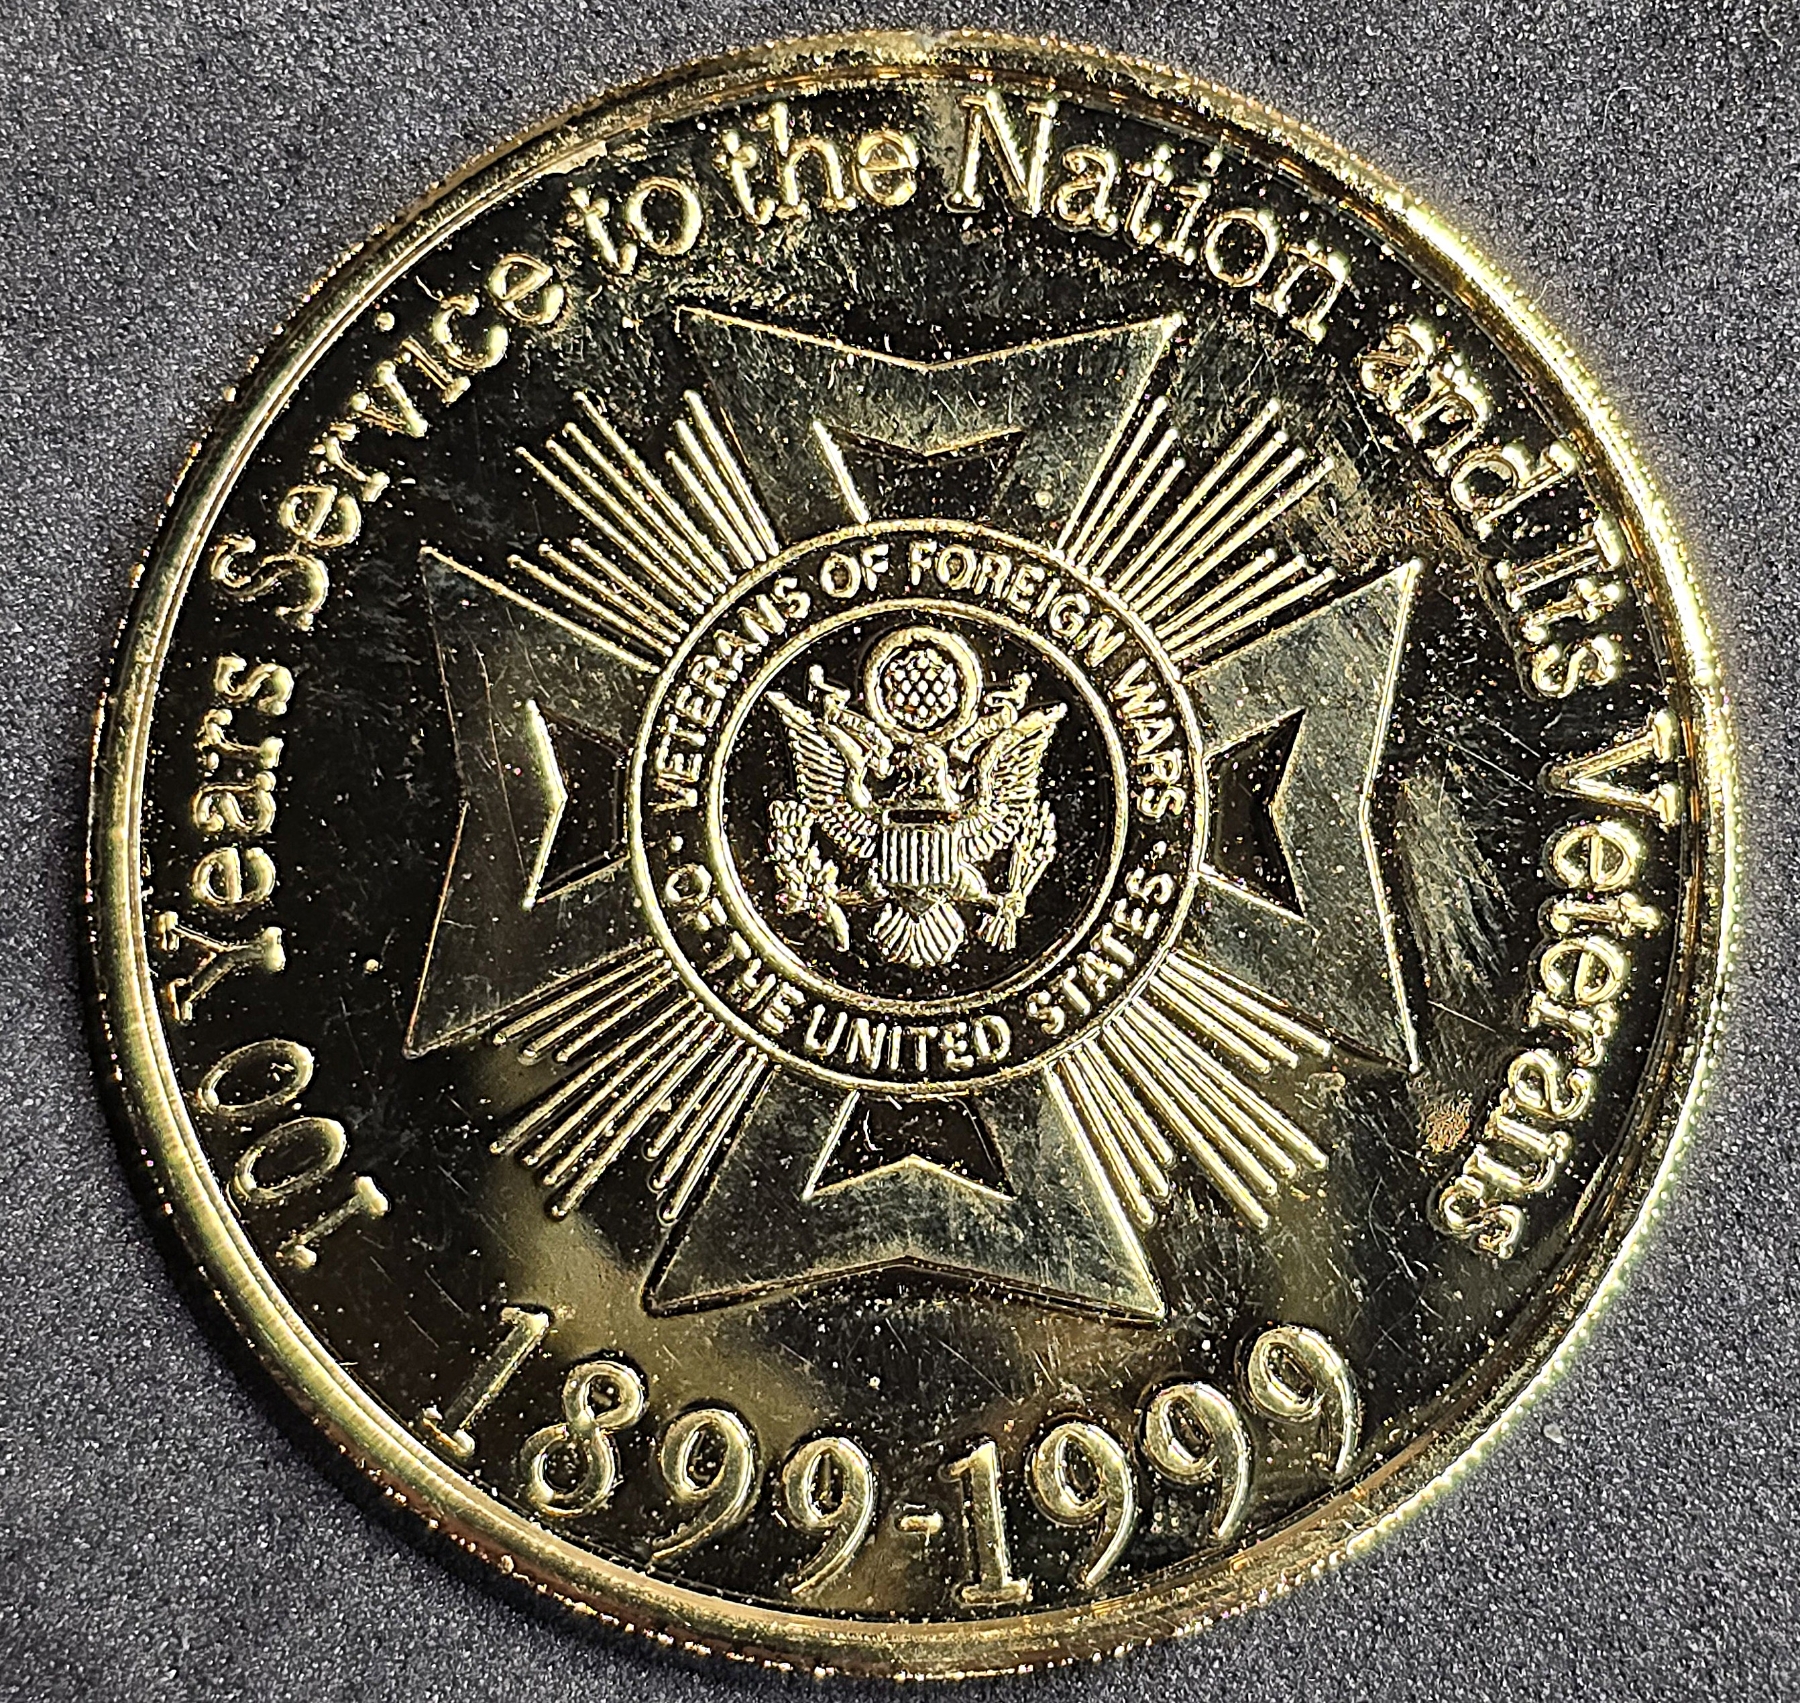 100 Years Service to the Nation and Its Veterans
VETERANS OF FOREIGN WARS
OF THE UNITED STATES
1899-1999